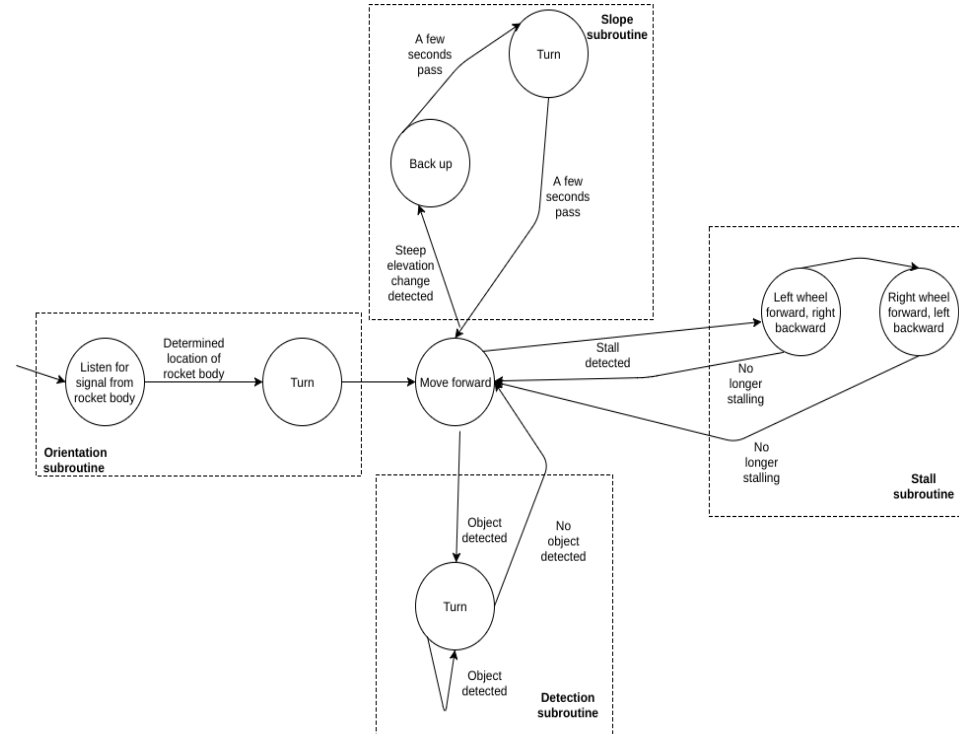 Slope
subroutine
A few
seconds
pass
Turn
Back up
A few
seconds
pass
Steep
elevation
change
detected
Left wheel
forward, right
backward
Right wheel
forward, left
backward
Determined
location of
rocket body
Listen for
signal from
rocket body
Turn
Move forward
Stall
detected
No
longer
stalling
Orientation
subroutine
No
longer
stalling
Stall
subroutine
Object
detected
No
object
detected
Turn
Object
detected
Detection
subroutine